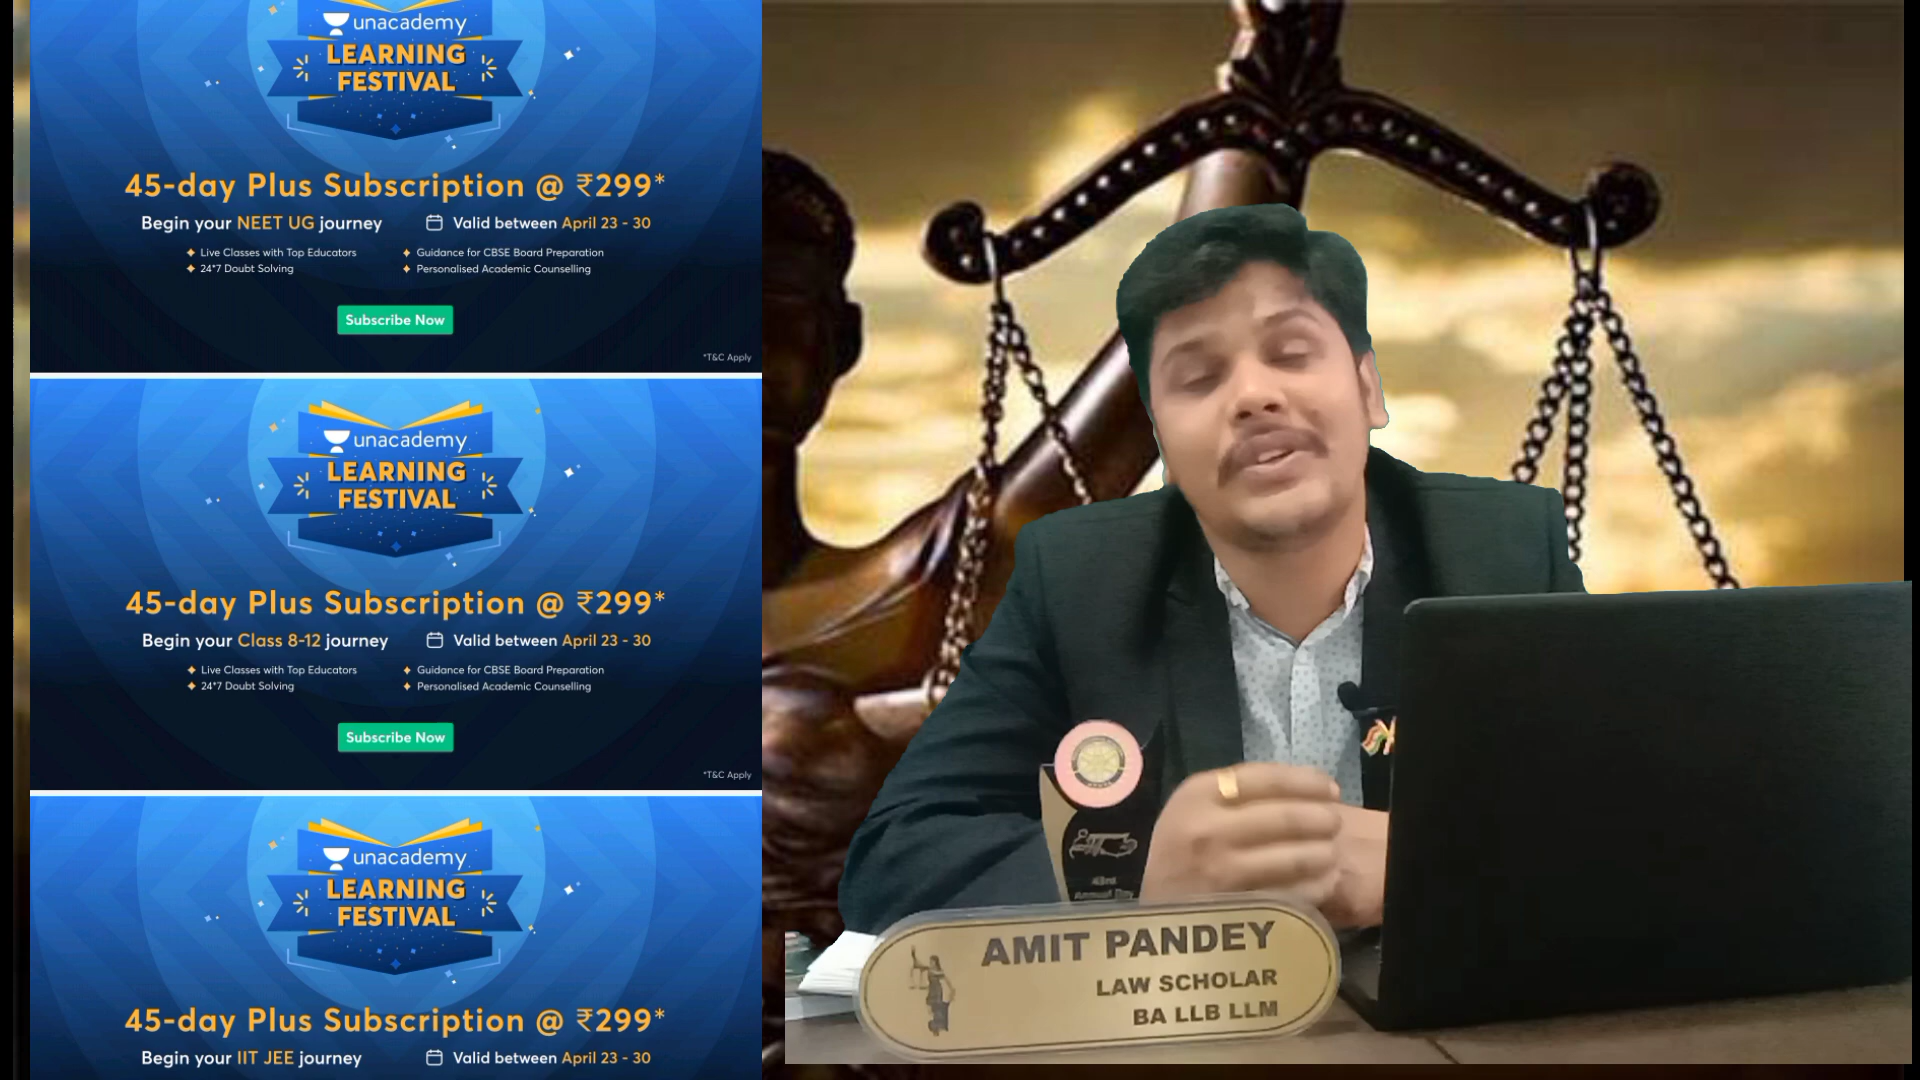 unacademy
LEARNING
FESTIVAL
45-day Plus Subscription @ ₹299*
Begin your NEET UG journey
Valid between April 23 - 30
Live Classes with Top Educators
Guidance for CBSE Board Preparation
24*7 Doubt Solving
Personalised Academic Counselling
Subscribe Now
*T&C Apply
unacademy
LEARNING
FESTIVAL
45-day Plus Subscription @ ₹299*
Begin your Class 8-12 journey
Valid between April 23 - 30
Live Classes with Top Educators
Guidance for CBSE Board Preparation
24*7 Doubt Solving
Personalised Academic Counselling
Subscribe Now
*T&C Apply
unacademy
LEARNING
FESTIVAL
45-day Plus Subscription @ ₹299*
Begin your IIT JEE journey
Valid between April 23 - 30
43rd
Annual Day
AMIT PANDEY
LAW SCHOLAR
BA LLB LLM